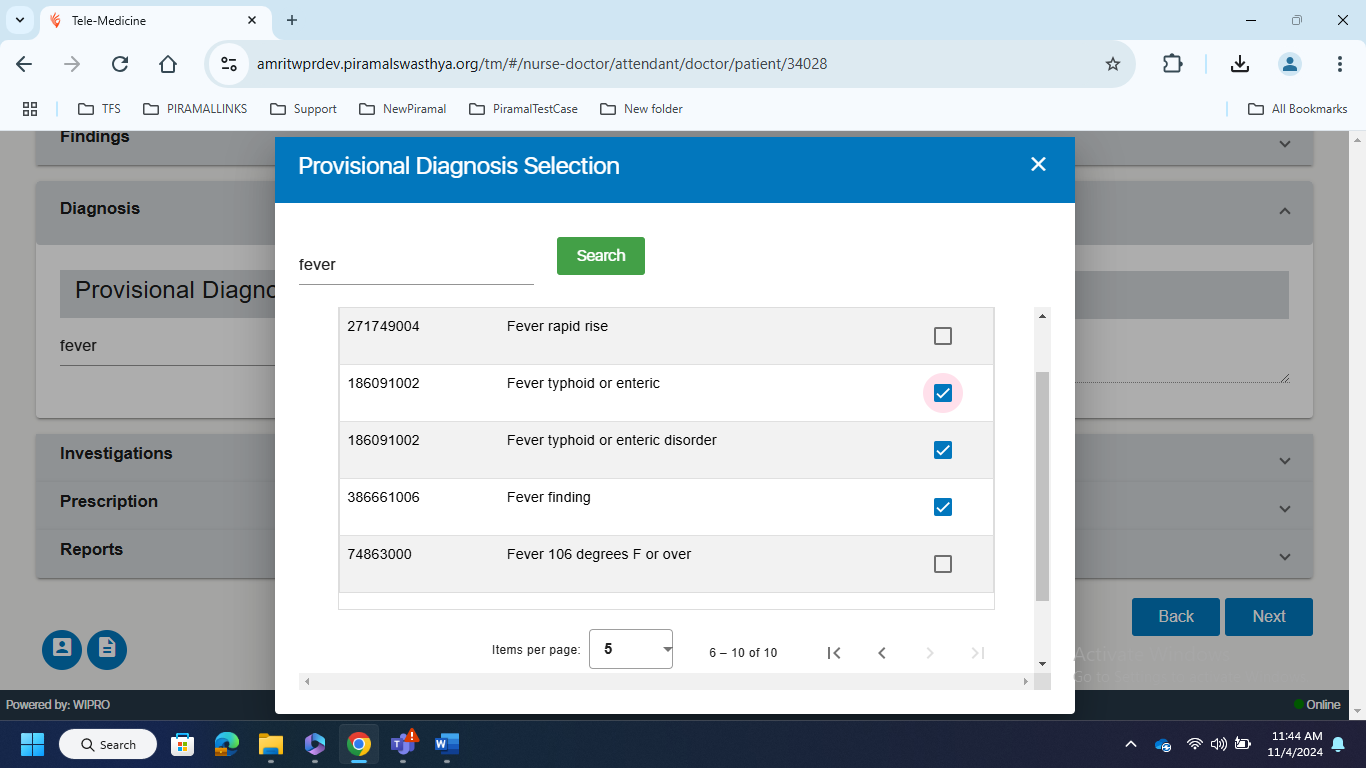 Tele-Medicine
amritwprdev.piramalswasthya.org/tm/#/nurse-doctor/attendant/doctor/patient/34028
TFS PIRAMALLINKS Support NewPiramal PiramalTestCase New folder All Bookmarks
Findings
Provisional Diagnosis Selection
Diagnosis
fever Search
Provisional Diagno
fever
271749004 Fever rapid rise
186091002 Fever typhoid or enteric
186091002 Fever typhoid or enteric disorder
386661006 Fever finding
74863000 Fever 106 degrees F or over
Investigations
Prescription
Reports
Items per page: 5 6 – 10 of 10
Back Next
Powered by: WIPRO Online
Search
11:44 AM
11/4/2024